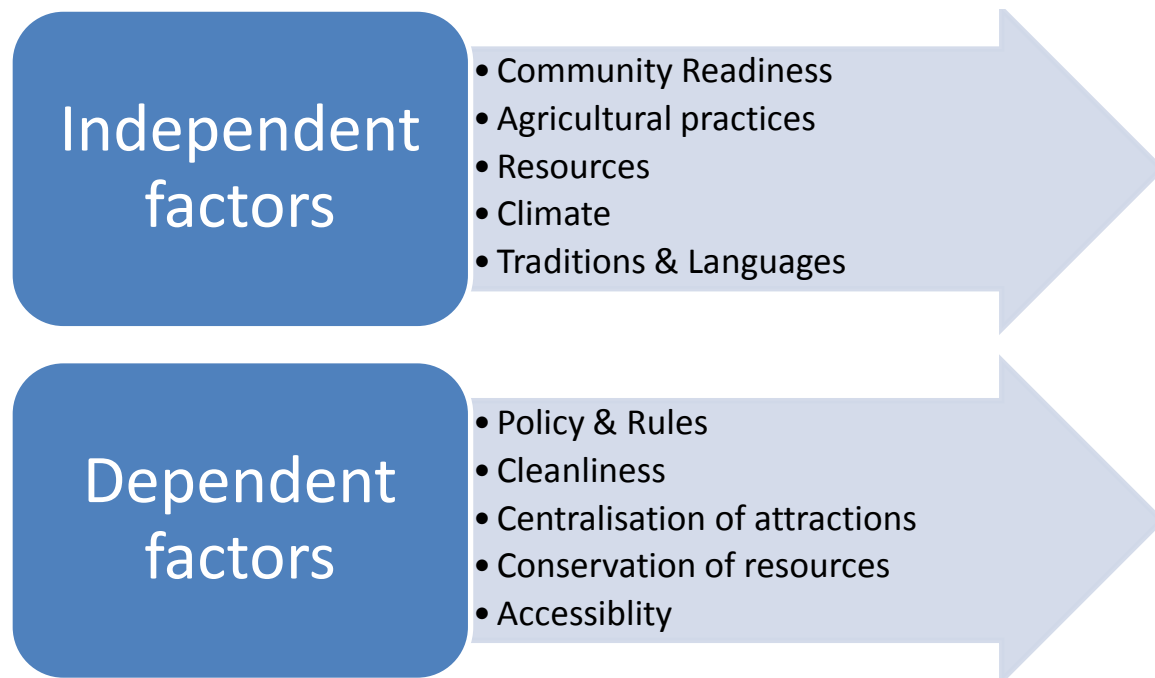 Independent
factors
• Community Readiness
• Agricultural practices
• Resources
• Climate
• Traditions & Languages
Dependent
factors
• Policy & Rules
• Cleanliness
• Centralisation of attractions
• Conservation of resources
• Accessiblity